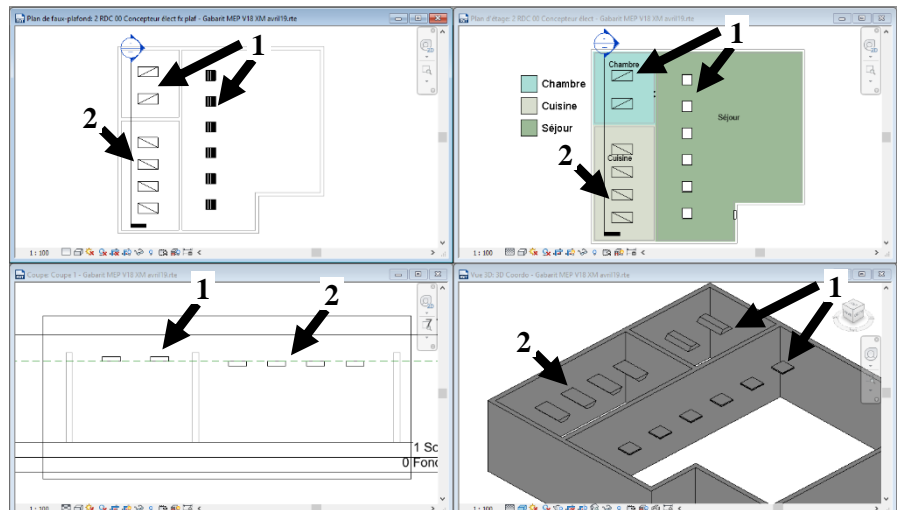 Plan de faux-plafond: 2 RDC 00 Concepteur élect fx plaf - Gabarit MEP V18 XM avril19.rte
1
2
1 : 100
Plan d'étage: 2 RDC 00 Concepteur élect - Gabarit MEP V18 XM avril19.rte
1
Chambre
Cuisine
Séjour
Chambre
Séjour
2
Cuisine
1 : 100
Coupe: Coupe 1 - Gabarit MEP V18 XM avril19.rte
1
2
1 So
0 Fond
1 : 100
Vue 3D: 3D Coordo - Gabarit MEP V18 XM avril19.rte
1
2
1 : 100